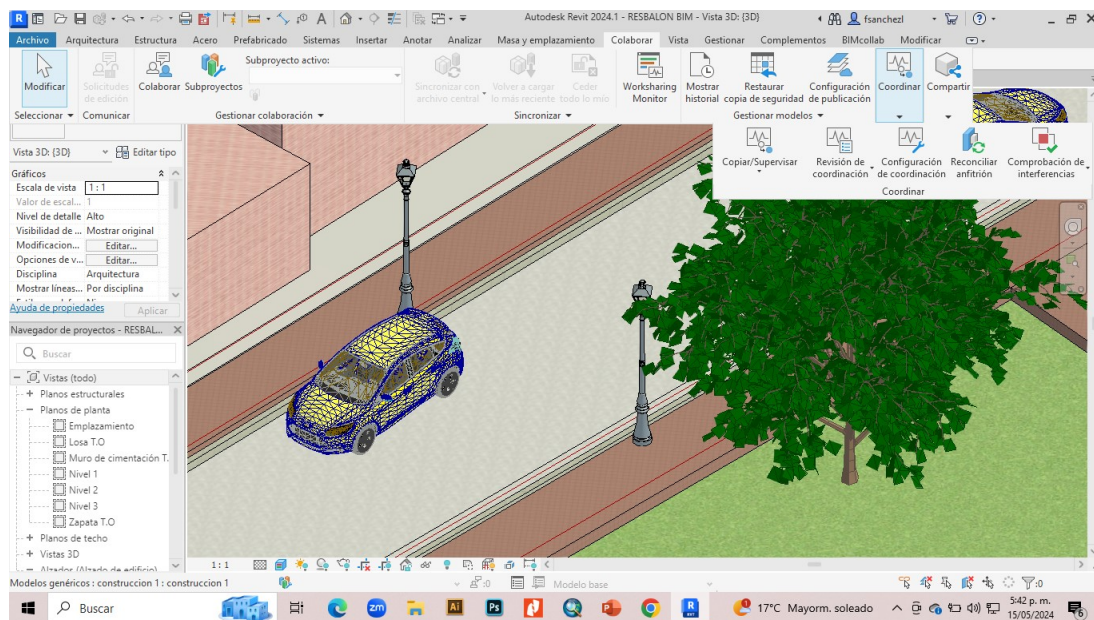 Autodesk Revit 2024.1 - RESBALON BIM - Vista 3D: {3D}
fsanchezl
Archivo Arquitectura Estructura Acero Prefabricado Sistemas Insertar Anotar Analizar Masa y emplazamiento Colaborar Vista Gestionar Complementos BIMcollab Modificar
Modificar
Solicitudes de edición
Colaborar
Subproyectos
Subproyecto activo:
Sincronizar con archivo central
Volver a cargar lo más reciente
Ceder todo lo mío
Worksharing Monitor
Mostrar historial
Restaurar copia de seguridad
Configuración de publicación
Coordinar
Compartir
Seleccionar
Comunicar
Gestionar colaboración
Sincronizar
Gestionar modelos
Copiar/Supervisar
Revisión de coordinación
Configuración de coordinación
Reconciliar anfitrión
Comprobación de interferencias
Coordinar
Vista 3D: {3D}
Editar tipo
Gráficos
Escala de vista 1 : 1
Valor de escal... 1
Nivel de detalle Alto
Visibilidad de ... Mostrar original
Modificacion... Editar...
Opciones de v... Editar...
Disciplina Arquitectura
Mostrar líneas... Por disciplina
Ayuda de propiedades
Aplicar
Navegador de proyectos - RESBAL...
Buscar
Vistas (todo)
Planos estructurales
Planos de planta
Emplazamiento
Losa T.O
Muro de cimentación T.
Nivel 1
Nivel 2
Nivel 3
Zapata T.O
Planos de techo
Vistas 3D
Alzados (Alzado de edificio)
1 : 1
Modelos genéricos : construccion 1 : construccion 1
:0
Modelo base
:0
Buscar
zm
Ai
Ps
P
R
17°C Mayorm. soleado
5:42 p. m.
15/05/2024
6